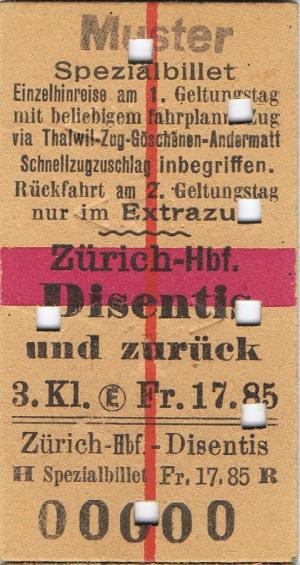 Muster
Spezialbillet
Einzelhinreise am 1. Geltungstag
mit beliebigem fahrplanm. Zug
via Thalwil-Zug-Göschenen-Andermatt
Schnellzugzuschlag inbegriffen.
Rückfahrt am 2. Geltungstag
nur im Extrazug
Zürich-Hbf.
Disentis
und zurück
3. Kl. E Fr. 17.85
Zürich-Hbf. - Disentis
H Spezialbillet Fr. 17.85 R
00000